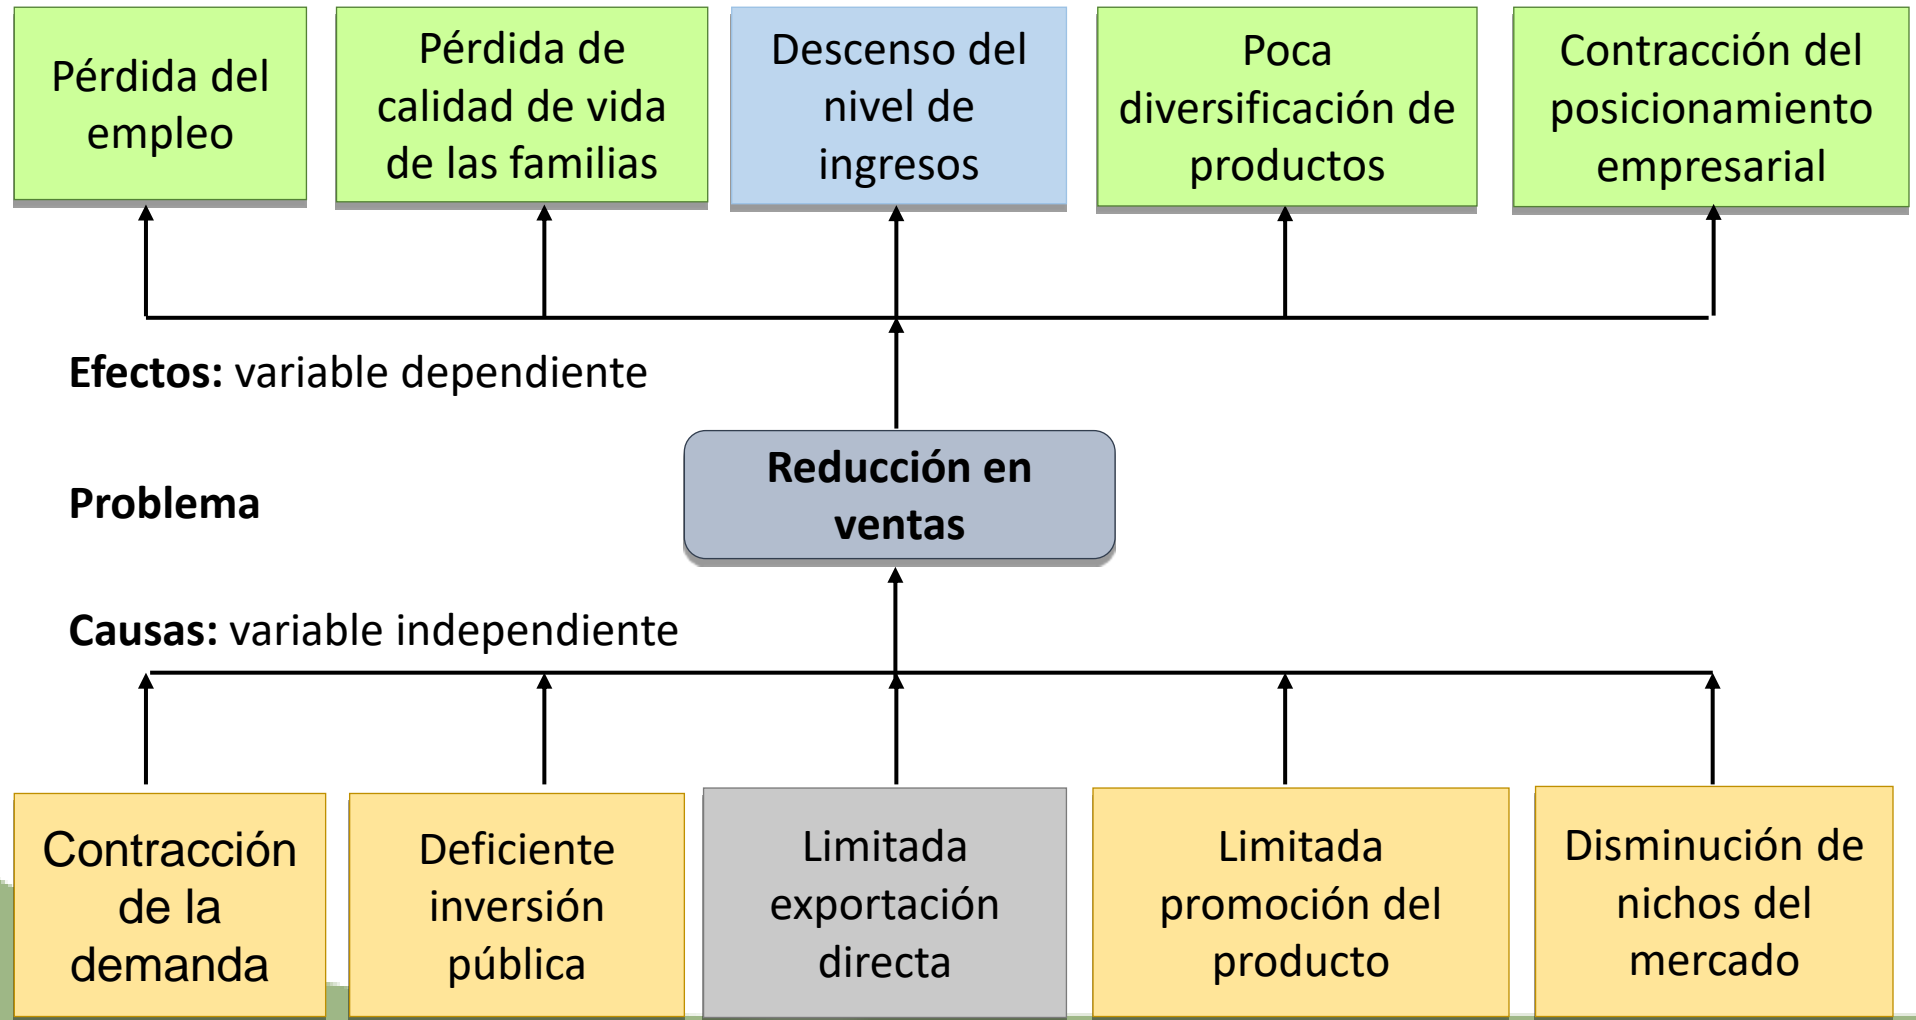 Pérdida del
empleo
Pérdida de
calidad de vida
de las familias
Descenso del
nivel de
ingresos
Poca
diversificación de
productos
Contracción del
posicionamiento
empresarial
Efectos: variable dependiente
Reducción en
ventas
Problema
Causas: variable independiente
Contracción
de la
demanda
Deficiente
inversión
pública
Limitada
exportación
directa
Limitada
promoción del
producto
Disminución de
nichos del
mercado